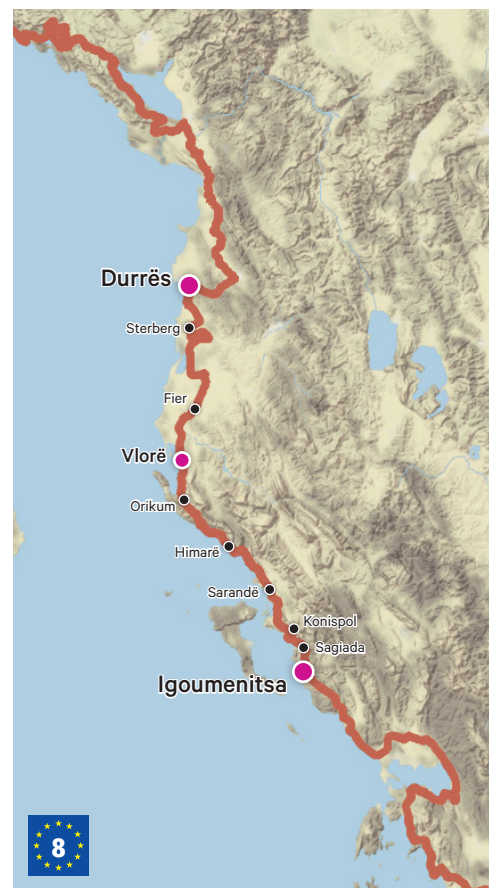 Durrës
Sterberg
Fier
Vlorë
Orikum
Himarë
Sarandë
Konispol
Sagiada
Igoumenitsa
8